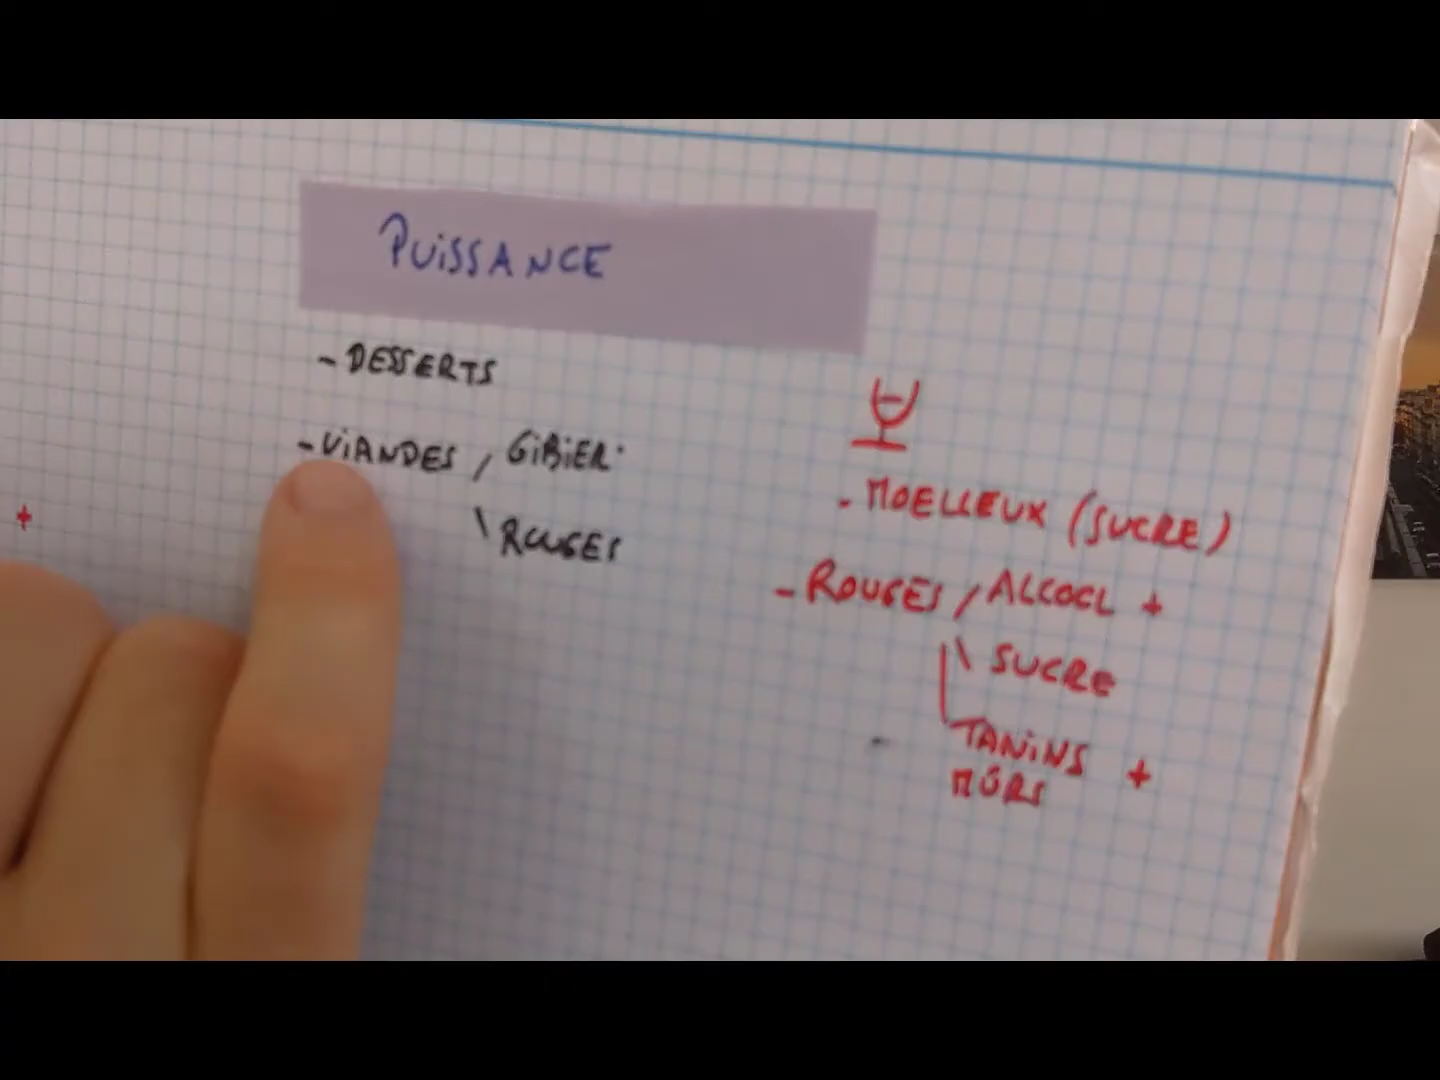 PUISSANCE
- DESSERTS
- VIANDES, GIBIER.
\ ROUGES
- MOELLEUX (SUCRE)
- ROUGES, ALCOOL +
\ SUCRE
TANINS +
MÛRS
+